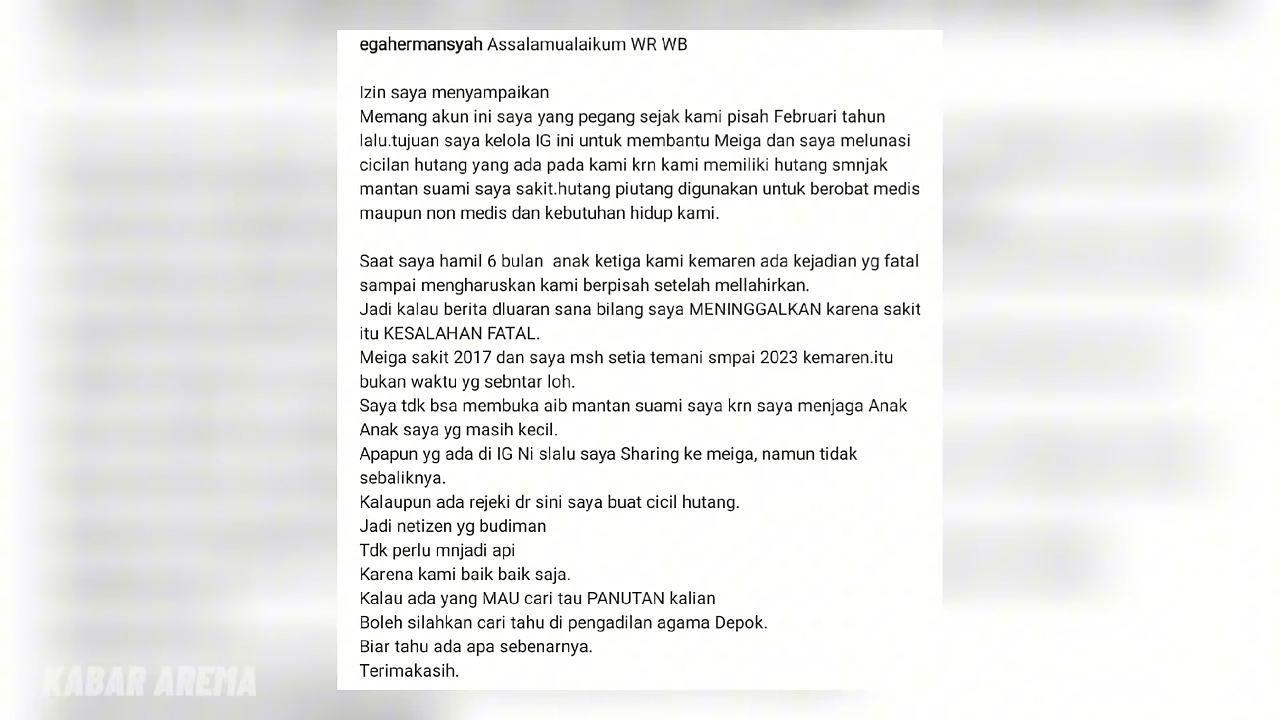 egahermansyah Assalamualaikum WR WB
Izin saya menyampaikan
Memang akun ini saya yang pegang sejak kami pisah Februari tahun
lalu.tujuan saya kelola IG ini untuk membantu Meiga dan saya melunasi
cicilan hutang yang ada pada kami krn kami memiliki hutang smnjak
mantan suami saya sakit.hutang piutang digunakan untuk berobat medis
maupun non medis dan kebutuhan hidup kami.
Saat saya hamil 6 bulan  anak ketiga kami kemaren ada kejadian yg fatal
sampai mengharuskan kami berpisah setelah mellahirkan.
Jadi kalau berita dluaran sana bilang saya MENINGGALKAN karena sakit
itu KESALAHAN FATAL.
Meiga sakit 2017 dan saya msh setia temani smpai 2023 kemaren.itu
bukan waktu yg sebntar loh.
Saya tdk bsa membuka aib mantan suami saya krn saya menjaga Anak
Anak saya yg masih kecil.
Apapun yg ada di IG Ni slalu saya Sharing ke meiga, namun tidak
sebaliknya.
Kalaupun ada rejeki dr sini saya buat cicil hutang.
Jadi netizen yg budiman
Tdk perlu mnjadi api
Karena kami baik baik saja.
Kalau ada yang MAU cari tau PANUTAN kalian
Boleh silahkan cari tahu di pengadilan agama Depok.
Biar tahu ada apa sebenarnya.
Terimakasih.
KABAR AREMA